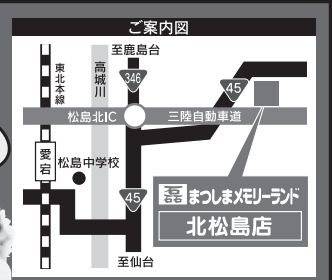 ご案内図
至鹿島台
東北本線
高城川
346
45
松島北IC
三陸自動車道
愛宕
松島中学校
45
磊 まつしまメモリーランド
北松島店
至仙台